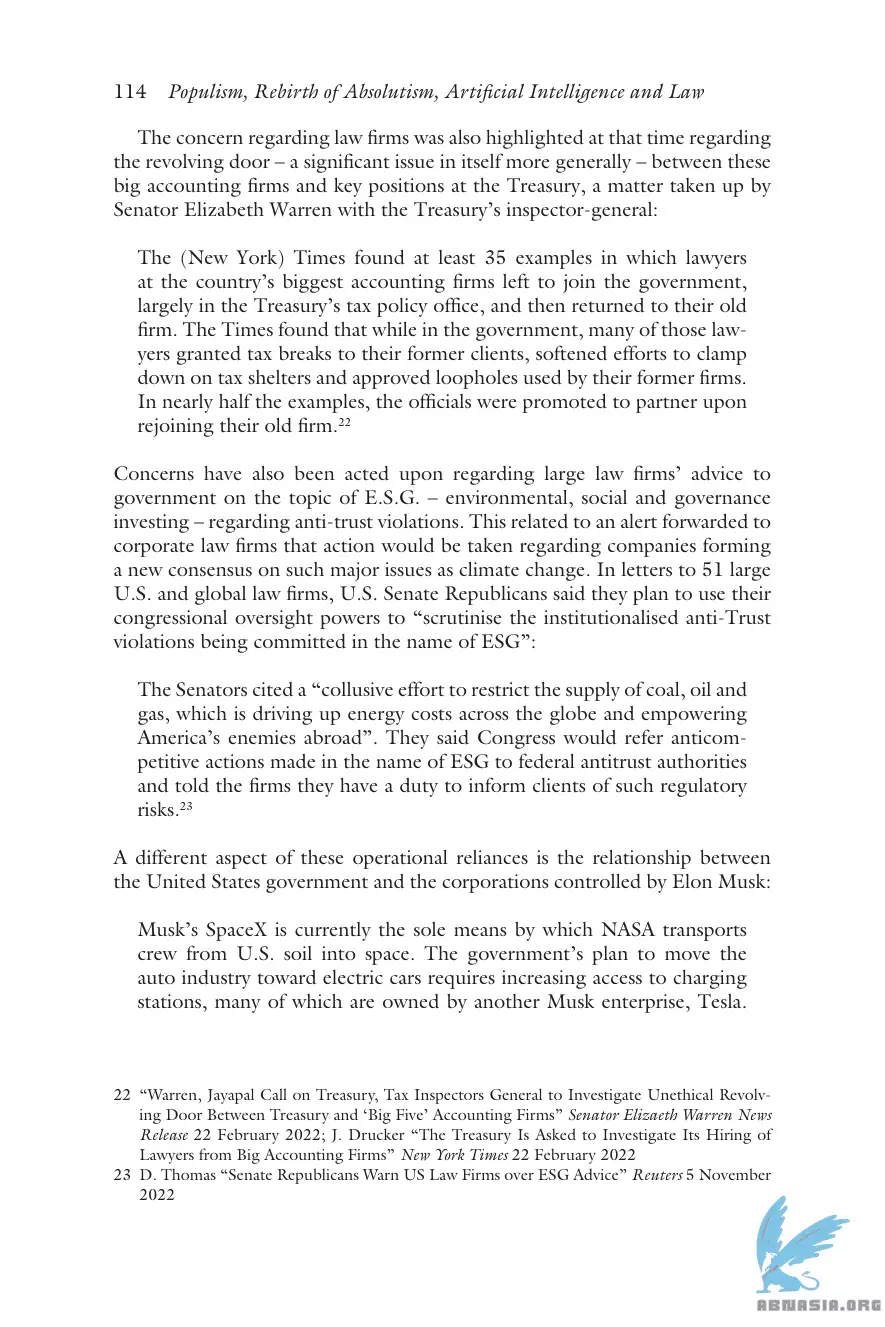 114 Populism, Rebirth of Absolutism, Artificial Intelligence and Law
The concern regarding law firms was also highlighted at that time regarding
the revolving door – a significant issue in itself more generally – between these
big accounting firms and key positions at the Treasury, a matter taken up by
Senator Elizabeth Warren with the Treasury’s inspector-general:
The (New York) Times found at least 35 examples in which lawyers
at the country’s biggest accounting firms left to join the government,
largely in the Treasury’s tax policy office, and then returned to their old
firm. The Times found that while in the government, many of those law-
yers granted tax breaks to their former clients, softened efforts to clamp
down on tax shelters and approved loopholes used by their former firms.
In nearly half the examples, the officials were promoted to partner upon
rejoining their old firm.²²
Concerns have also been acted upon regarding large law firms’ advice to
government on the topic of E.S.G. – environmental, social and governance
investing – regarding anti-trust violations. This related to an alert forwarded to
corporate law firms that action would be taken regarding companies forming
a new consensus on such major issues as climate change. In letters to 51 large
U.S. and global law firms, U.S. Senate Republicans said they plan to use their
congressional oversight powers to “scrutinise the institutionalised anti-Trust
violations being committed in the name of ESG”:
The Senators cited a “collusive effort to restrict the supply of coal, oil and
gas, which is driving up energy costs across the globe and empowering
America’s enemies abroad”. They said Congress would refer anticom-
petitive actions made in the name of ESG to federal antitrust authorities
and told the firms they have a duty to inform clients of such regulatory
risks.²³
A different aspect of these operational reliances is the relationship between
the United States government and the corporations controlled by Elon Musk:
Musk’s SpaceX is currently the sole means by which NASA transports
crew from U.S. soil into space. The government’s plan to move the
auto industry toward electric cars requires increasing access to charging
stations, many of which are owned by another Musk enterprise, Tesla.
22 “Warren, Jayapal Call on Treasury, Tax Inspectors General to Investigate Unethical Revolv-
ing Door Between Treasury and ‘Big Five’ Accounting Firms” Senator Elizaeth Warren News
Release 22 February 2022; J. Drucker “The Treasury Is Asked to Investigate Its Hiring of
Lawyers from Big Accounting Firms” New York Times 22 February 2022
23 D. Thomas “Senate Republicans Warn US Law Firms over ESG Advice” Reuters 5 November
2022
ABNASIA.ORG